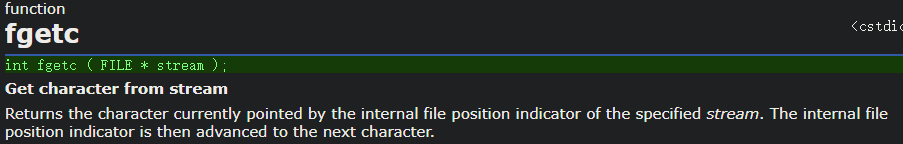 function
fgetc
<cstdic
int fgetc ( FILE * stream );
Get character from stream
Returns the character currently pointed by the internal file position indicator of the specified stream. The internal file
position indicator is then advanced to the next character.